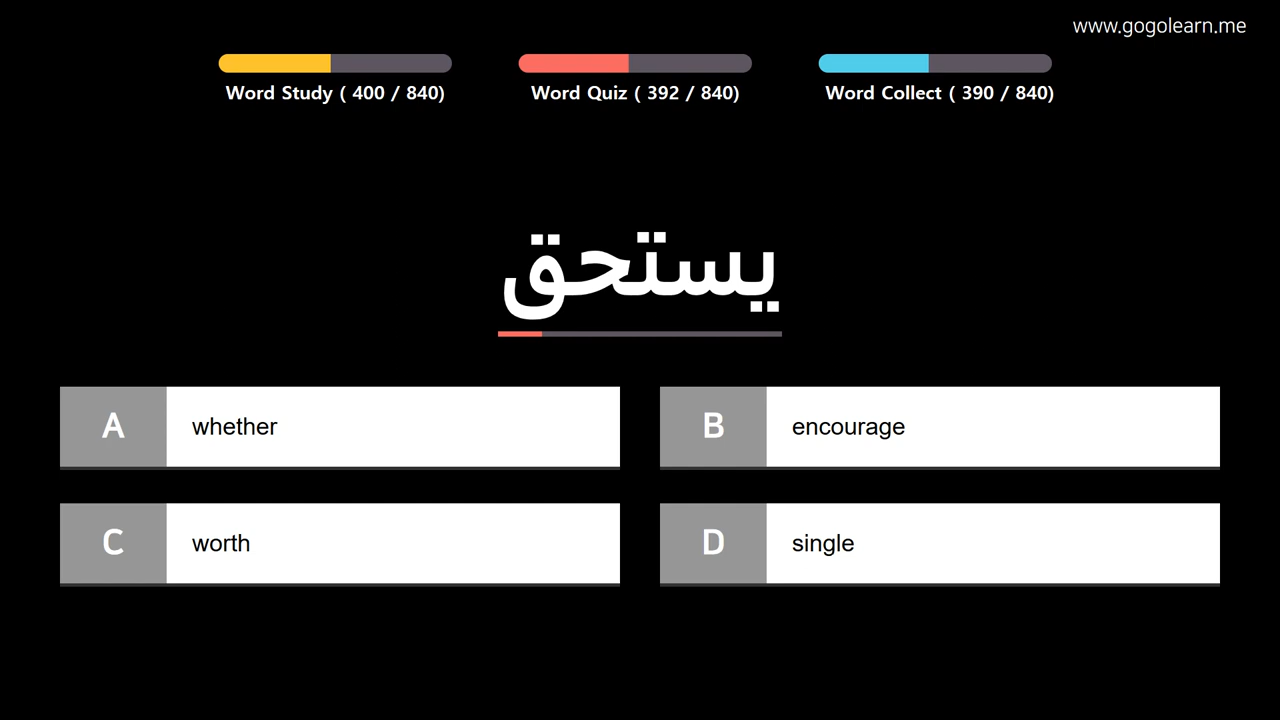 www.gogolearn.me
Word Study ( 400 / 840)
Word Quiz ( 392 / 840)
Word Collect ( 390 / 840)
يستحق
A whether
B encourage
C worth
D single